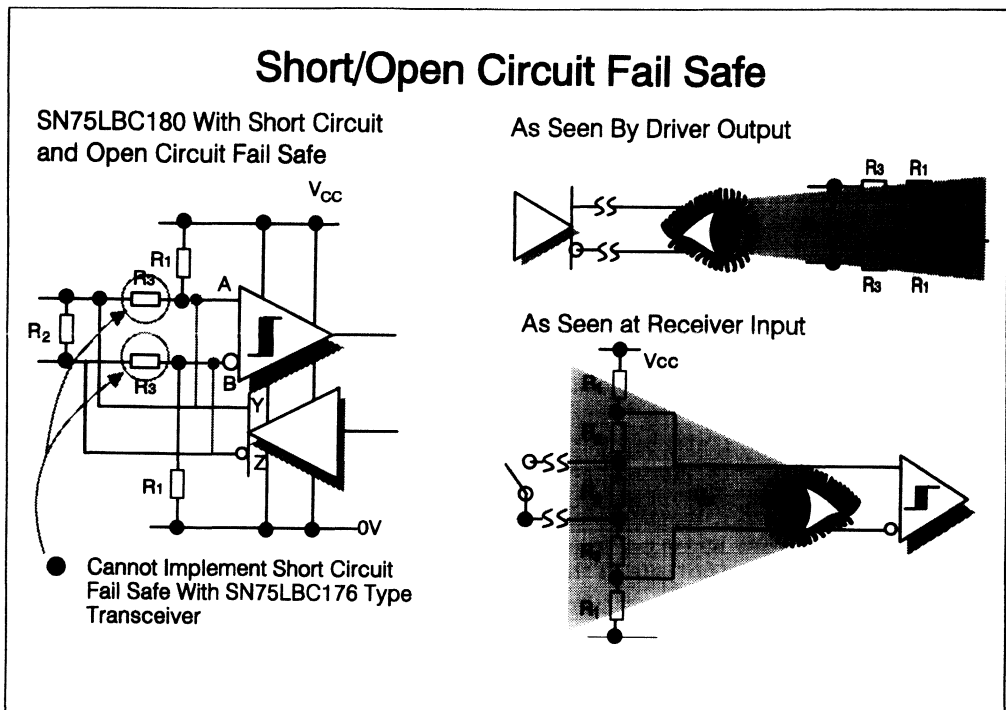 Short/Open Circuit Fail Safe
SN75LBC180 With Short Circuit
and Open Circuit Fail Safe
VCC
R1
R3
A
R2
R3
B
Y
Z
R1
0V
Cannot Implement Short Circuit
Fail Safe With SN75LBC176 Type
Transceiver
As Seen By Driver Output
R3 R1
R3 R1
As Seen at Receiver Input
Vcc
R1